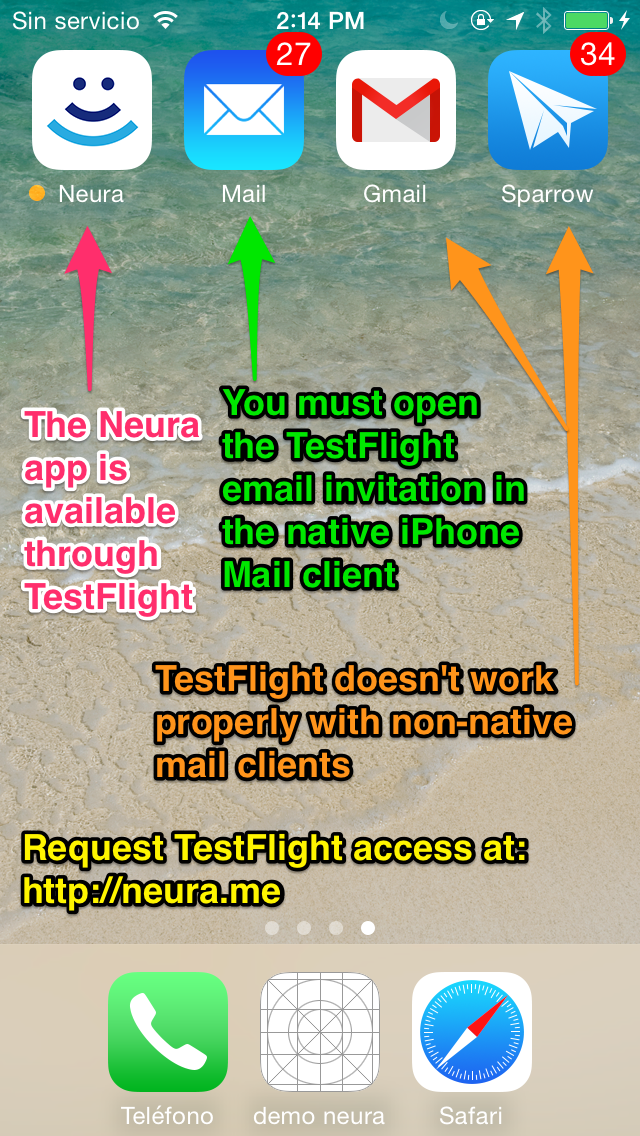 Sin servicio 2:14 PM
27 34
Neura Mail Gmail Sparrow
The Neura
app is
available
through
TestFlight
You must open
the TestFlight
email invitation in
the native iPhone
Mail client
TestFlight doesn't work
properly with non-native
mail clients
Request TestFlight access at:
http://neura.me
Teléfono demo neura Safari